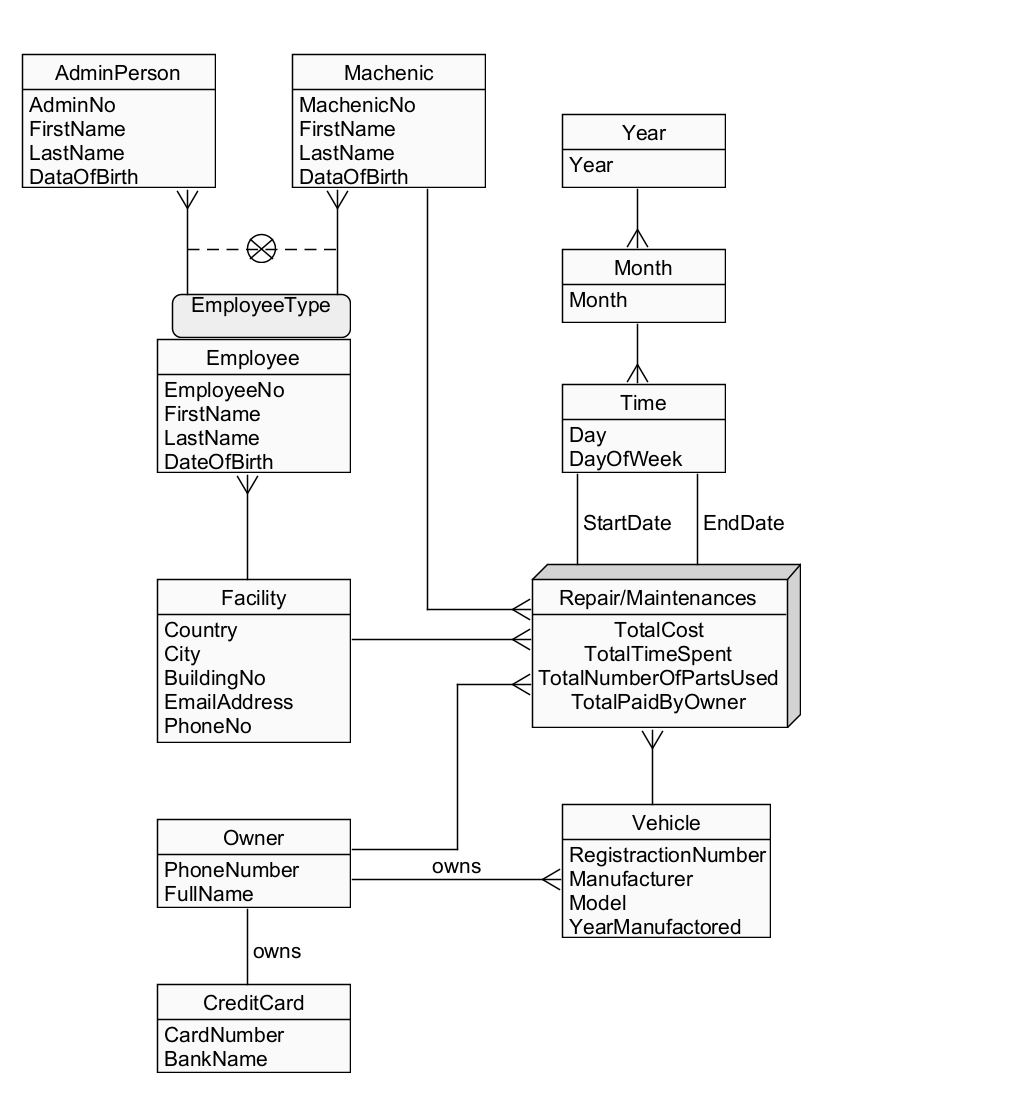 AdminPerson
AdminNo
FirstName
LastName
DataOfBirth
Machenic
MachenicNo
FirstName
LastName
DataOfBirth
Year
Year
Month
Month
EmployeeType
Employee
EmployeeNo
FirstName
LastName
DateOfBirth
Time
Day
DayOfWeek
StartDate
EndDate
Facility
Country
City
BuildingNo
EmailAddress
PhoneNo
Repair/Maintenances
TotalCost
TotalTimeSpent
TotalNumberOfPartsUsed
TotalPaidByOwner
Owner
PhoneNumber
FullName
owns
Vehicle
RegistractionNumber
Manufacturer
Model
YearManufactored
owns
CreditCard
CardNumber
BankName